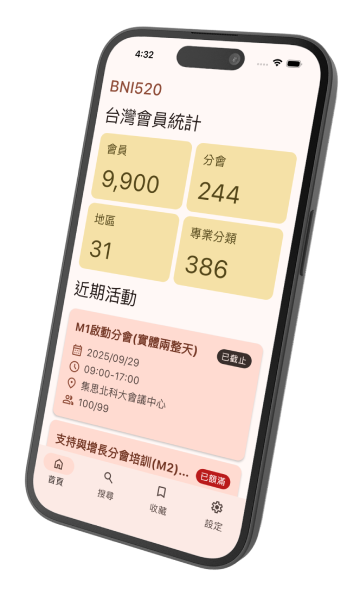 4:32
BNI520
台灣會員統計
會員
9,900
分會
244
地區
31
專業分類
386
近期活動
M1啟動分會(實體兩整天)
已截止
2025/09/29
09:00-17:00
集思北科大會議中心
100/99
支持與增長分會培訓(M2)...
已額滿
首頁
搜尋
收藏
設定